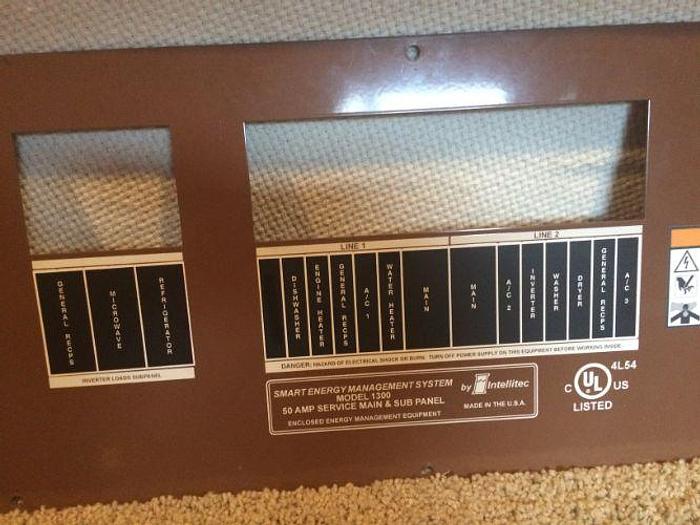 LINE 1
LINE 2
GENERAL RECPS
MICROWAVE
REFRIGERATOR
DISHWASHER
ENGINE HEATER
GENERAL RECPS
A/C 1
WATER HEATER
MAIN
MAIN
A/C 2
INVERTER
WASHER
DRYER
GENERAL RECPS
A/C 3
INVERTER LOADS SUBPANEL
DANGER: HAZARD OF ELECTRICAL SHOCK OR BURN. TURN OFF POWER SUPPLY ON THIS EQUIPMENT BEFORE WORKING INSIDE
SMART ENERGY MANAGEMENT SYSTEM
MODEL 1300
50 AMP SERVICE MAIN & SUB PANEL
ENCLOSED ENERGY MANAGEMENT EQUIPMENT
by Intellitec
MADE IN THE U.S.A.
4L54
C UL US
LISTED